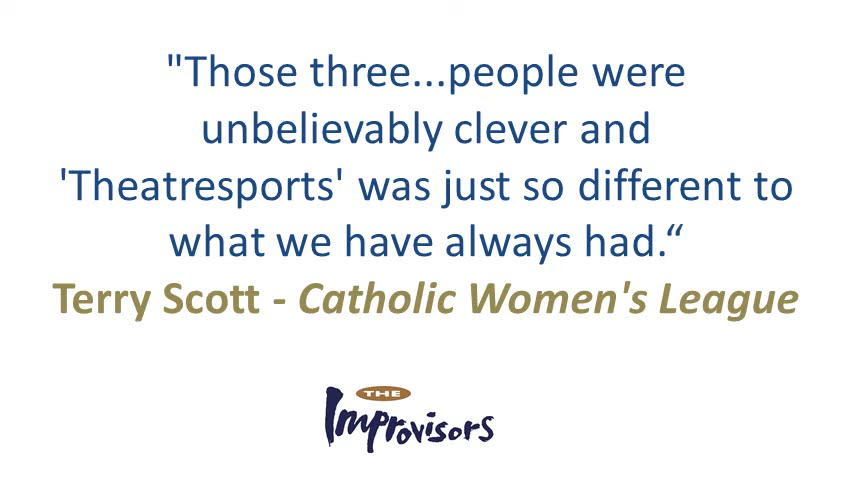 "Those three...people were
unbelievably clever and
'Theatresports' was just so different to
what we have always had.“
Terry Scott - Catholic Women's League
THE
Improvisors